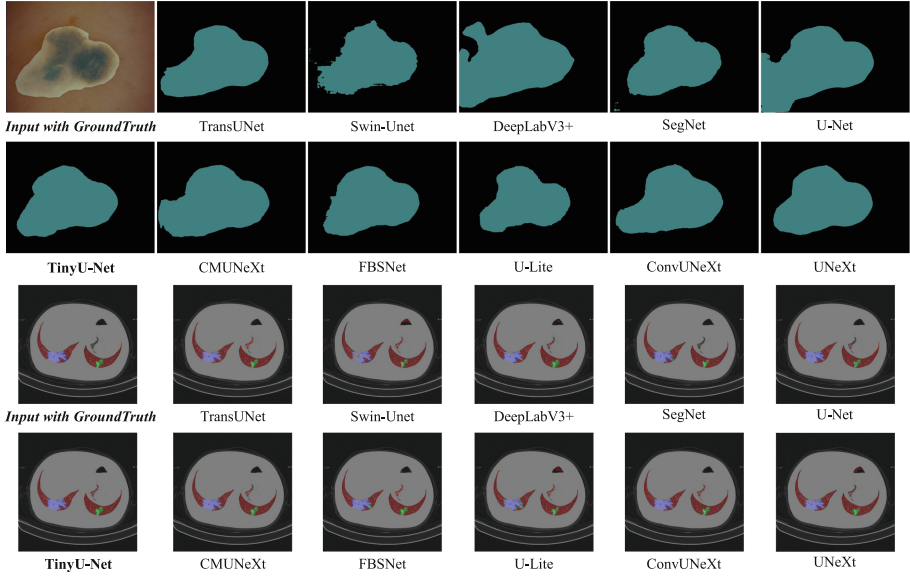 Input with GroundTruth TransUNet Swin-Unet DeepLabV3+ SegNet U-Net
TinyU-Net CMUNeXt FBSNet U-Lite ConvUNeXt UNeXt
Input with GroundTruth TransUNet Swin-Unet DeepLabV3+ SegNet U-Net
TinyU-Net CMUNeXt FBSNet U-Lite ConvUNeXt UNeXt